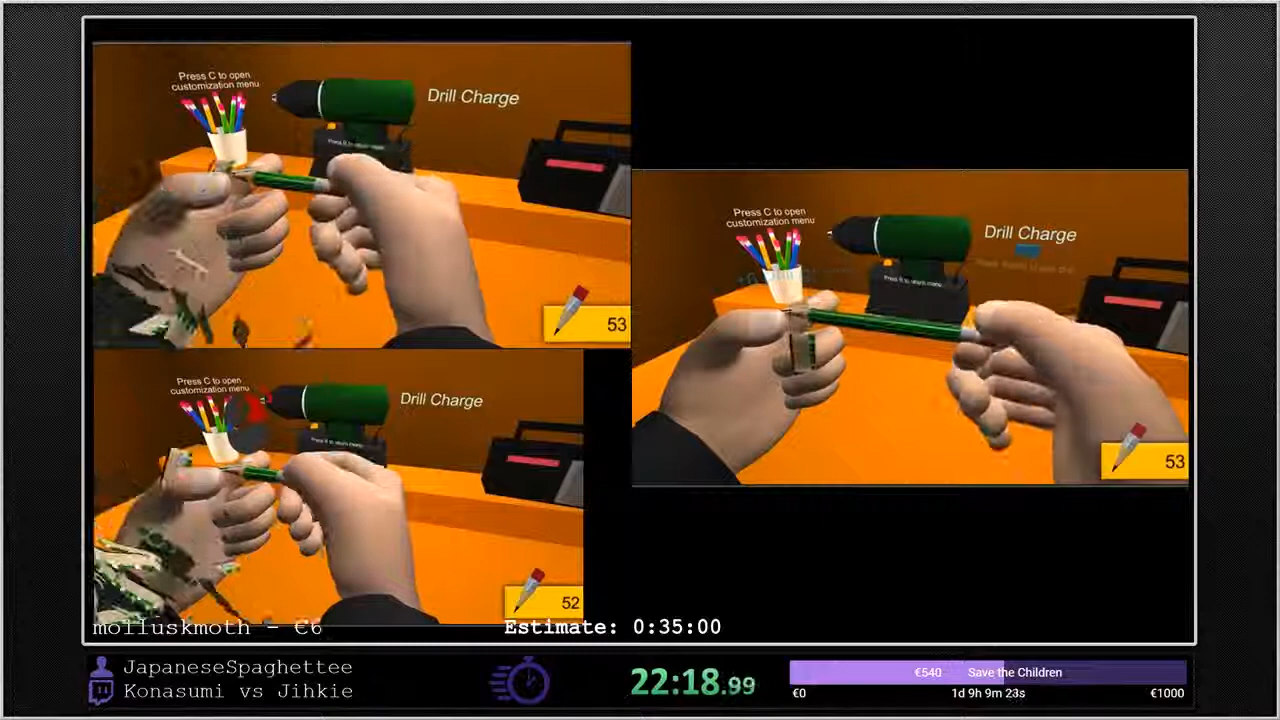 Press C to open
customization menu
Drill Charge
53
Press C to open
customization menu
Drill Charge
53
Press C to open
customization menu
Drill Charge
52
molluskmoth - €6
Estimate: 0:35:00
JapaneseSpaghettee
Konasumi vs Jihkie
22:18.99
€540 Save the Children
€0 1d 9h 9m 23s €1000